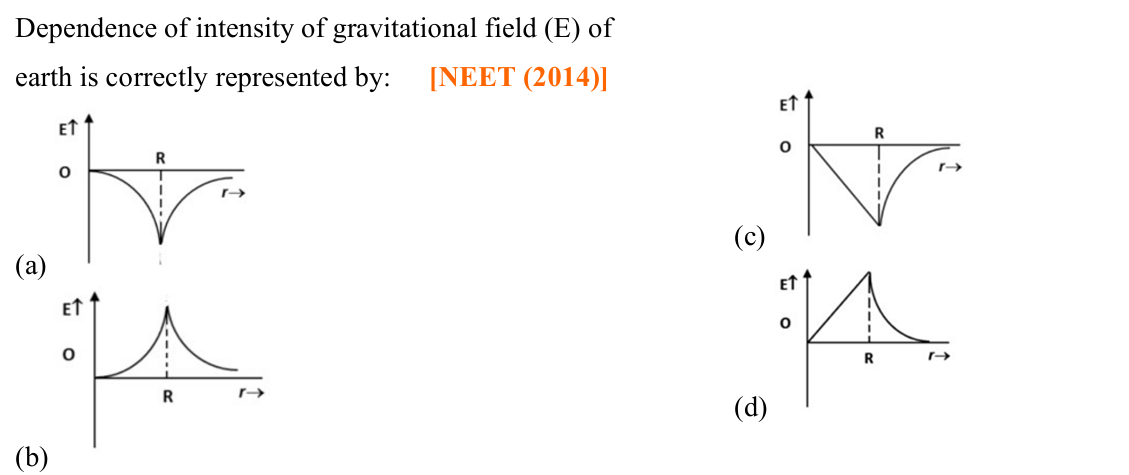 Dependence of intensity of gravitational field (E) of
earth is correctly represented by: [NEET (2014)]
E↑
O
R
r→
(a)
E↑
O
R
r→
(b)
E↑
O
R
r→
(c)
E↑
O
R
r→
(d)